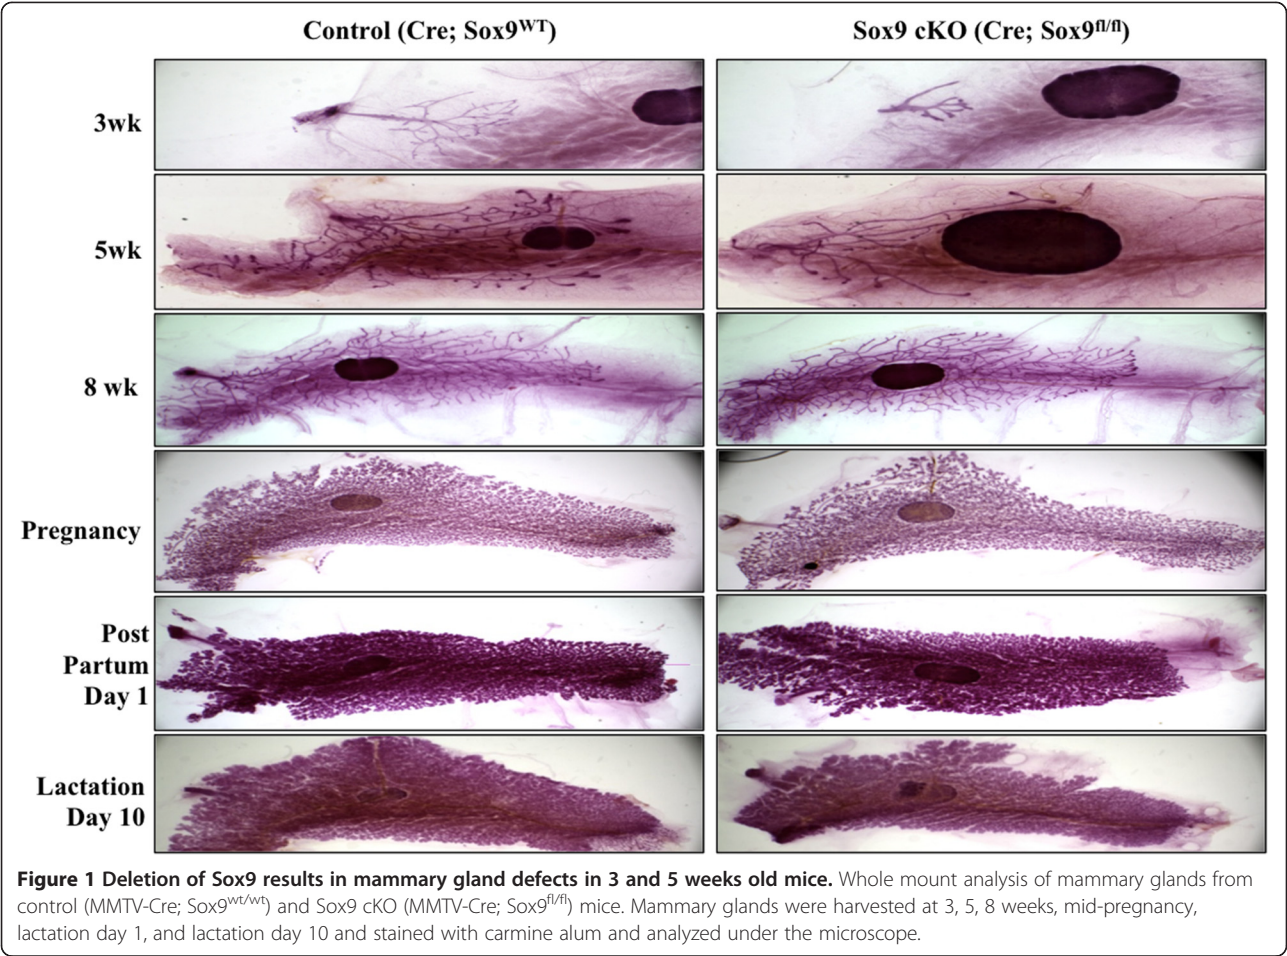 Control (Cre; Sox9WT) Sox9 cKO (Cre; Sox9fl/fl)
3wk
5wk
8 wk
Pregnancy
Post
Partum
Day 1
Lactation
Day 10
Figure 1 Deletion of Sox9 results in mammary gland defects in 3 and 5 weeks old mice. Whole mount analysis of mammary glands from
control (MMTV-Cre; Sox9wt/wt) and Sox9 cKO (MMTV-Cre; Sox9fl/fl) mice. Mammary glands were harvested at 3, 5, 8 weeks, mid-pregnancy,
lactation day 1, and lactation day 10 and stained with carmine alum and analyzed under the microscope.